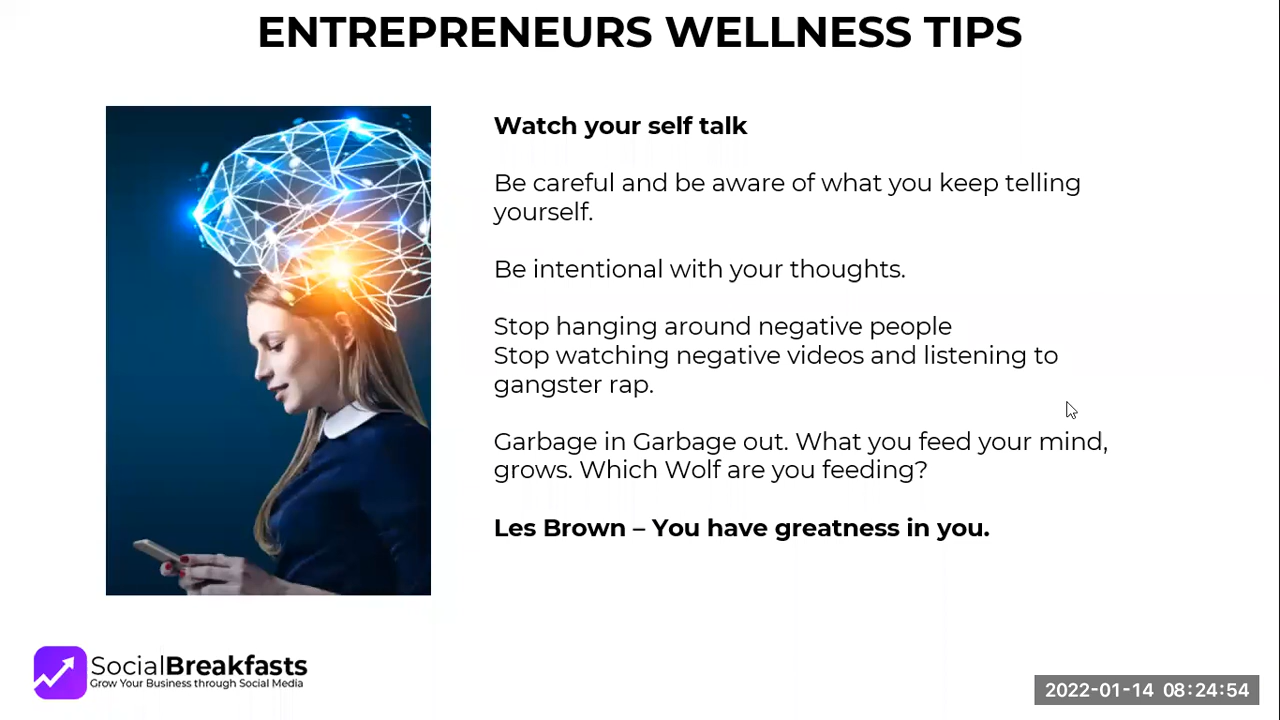 ENTREPRENEURS WELLNESS TIPS
Watch your self talk
Be careful and be aware of what you keep telling
yourself.
Be intentional with your thoughts.
Stop hanging around negative people
Stop watching negative videos and listening to
gangster rap.
Garbage in Garbage out. What you feed your mind,
grows. Which Wolf are you feeding?
Les Brown – You have greatness in you.
SocialBreakfasts
Grow Your Business through Social Media
2022-01-14 08:24:54